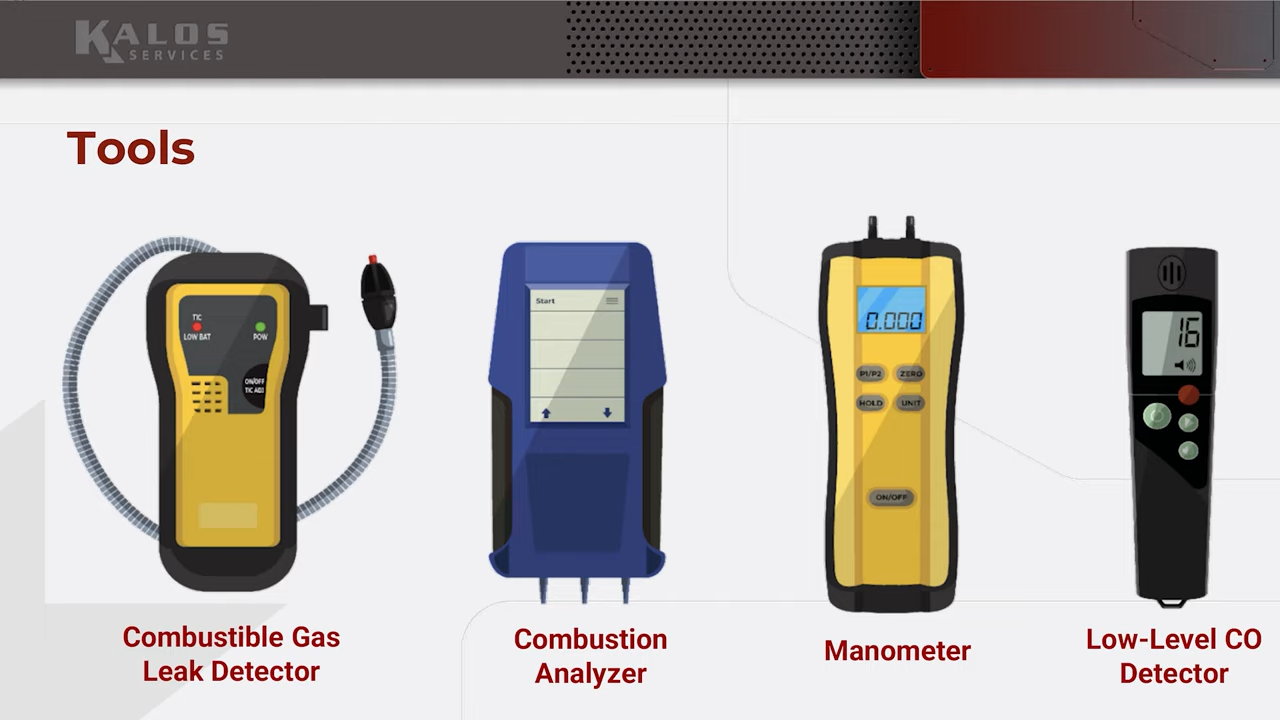 KALOS
SERVICES
Tools
TIC
LOW BAT
POW
ON/OFF
TIC ADJ
Start
0.000
P1/P2
ZERO
HOLD
UNIT
ON/OFF
16
Combustible Gas
Leak Detector
Combustion
Analyzer
Manometer
Low-Level CO
Detector